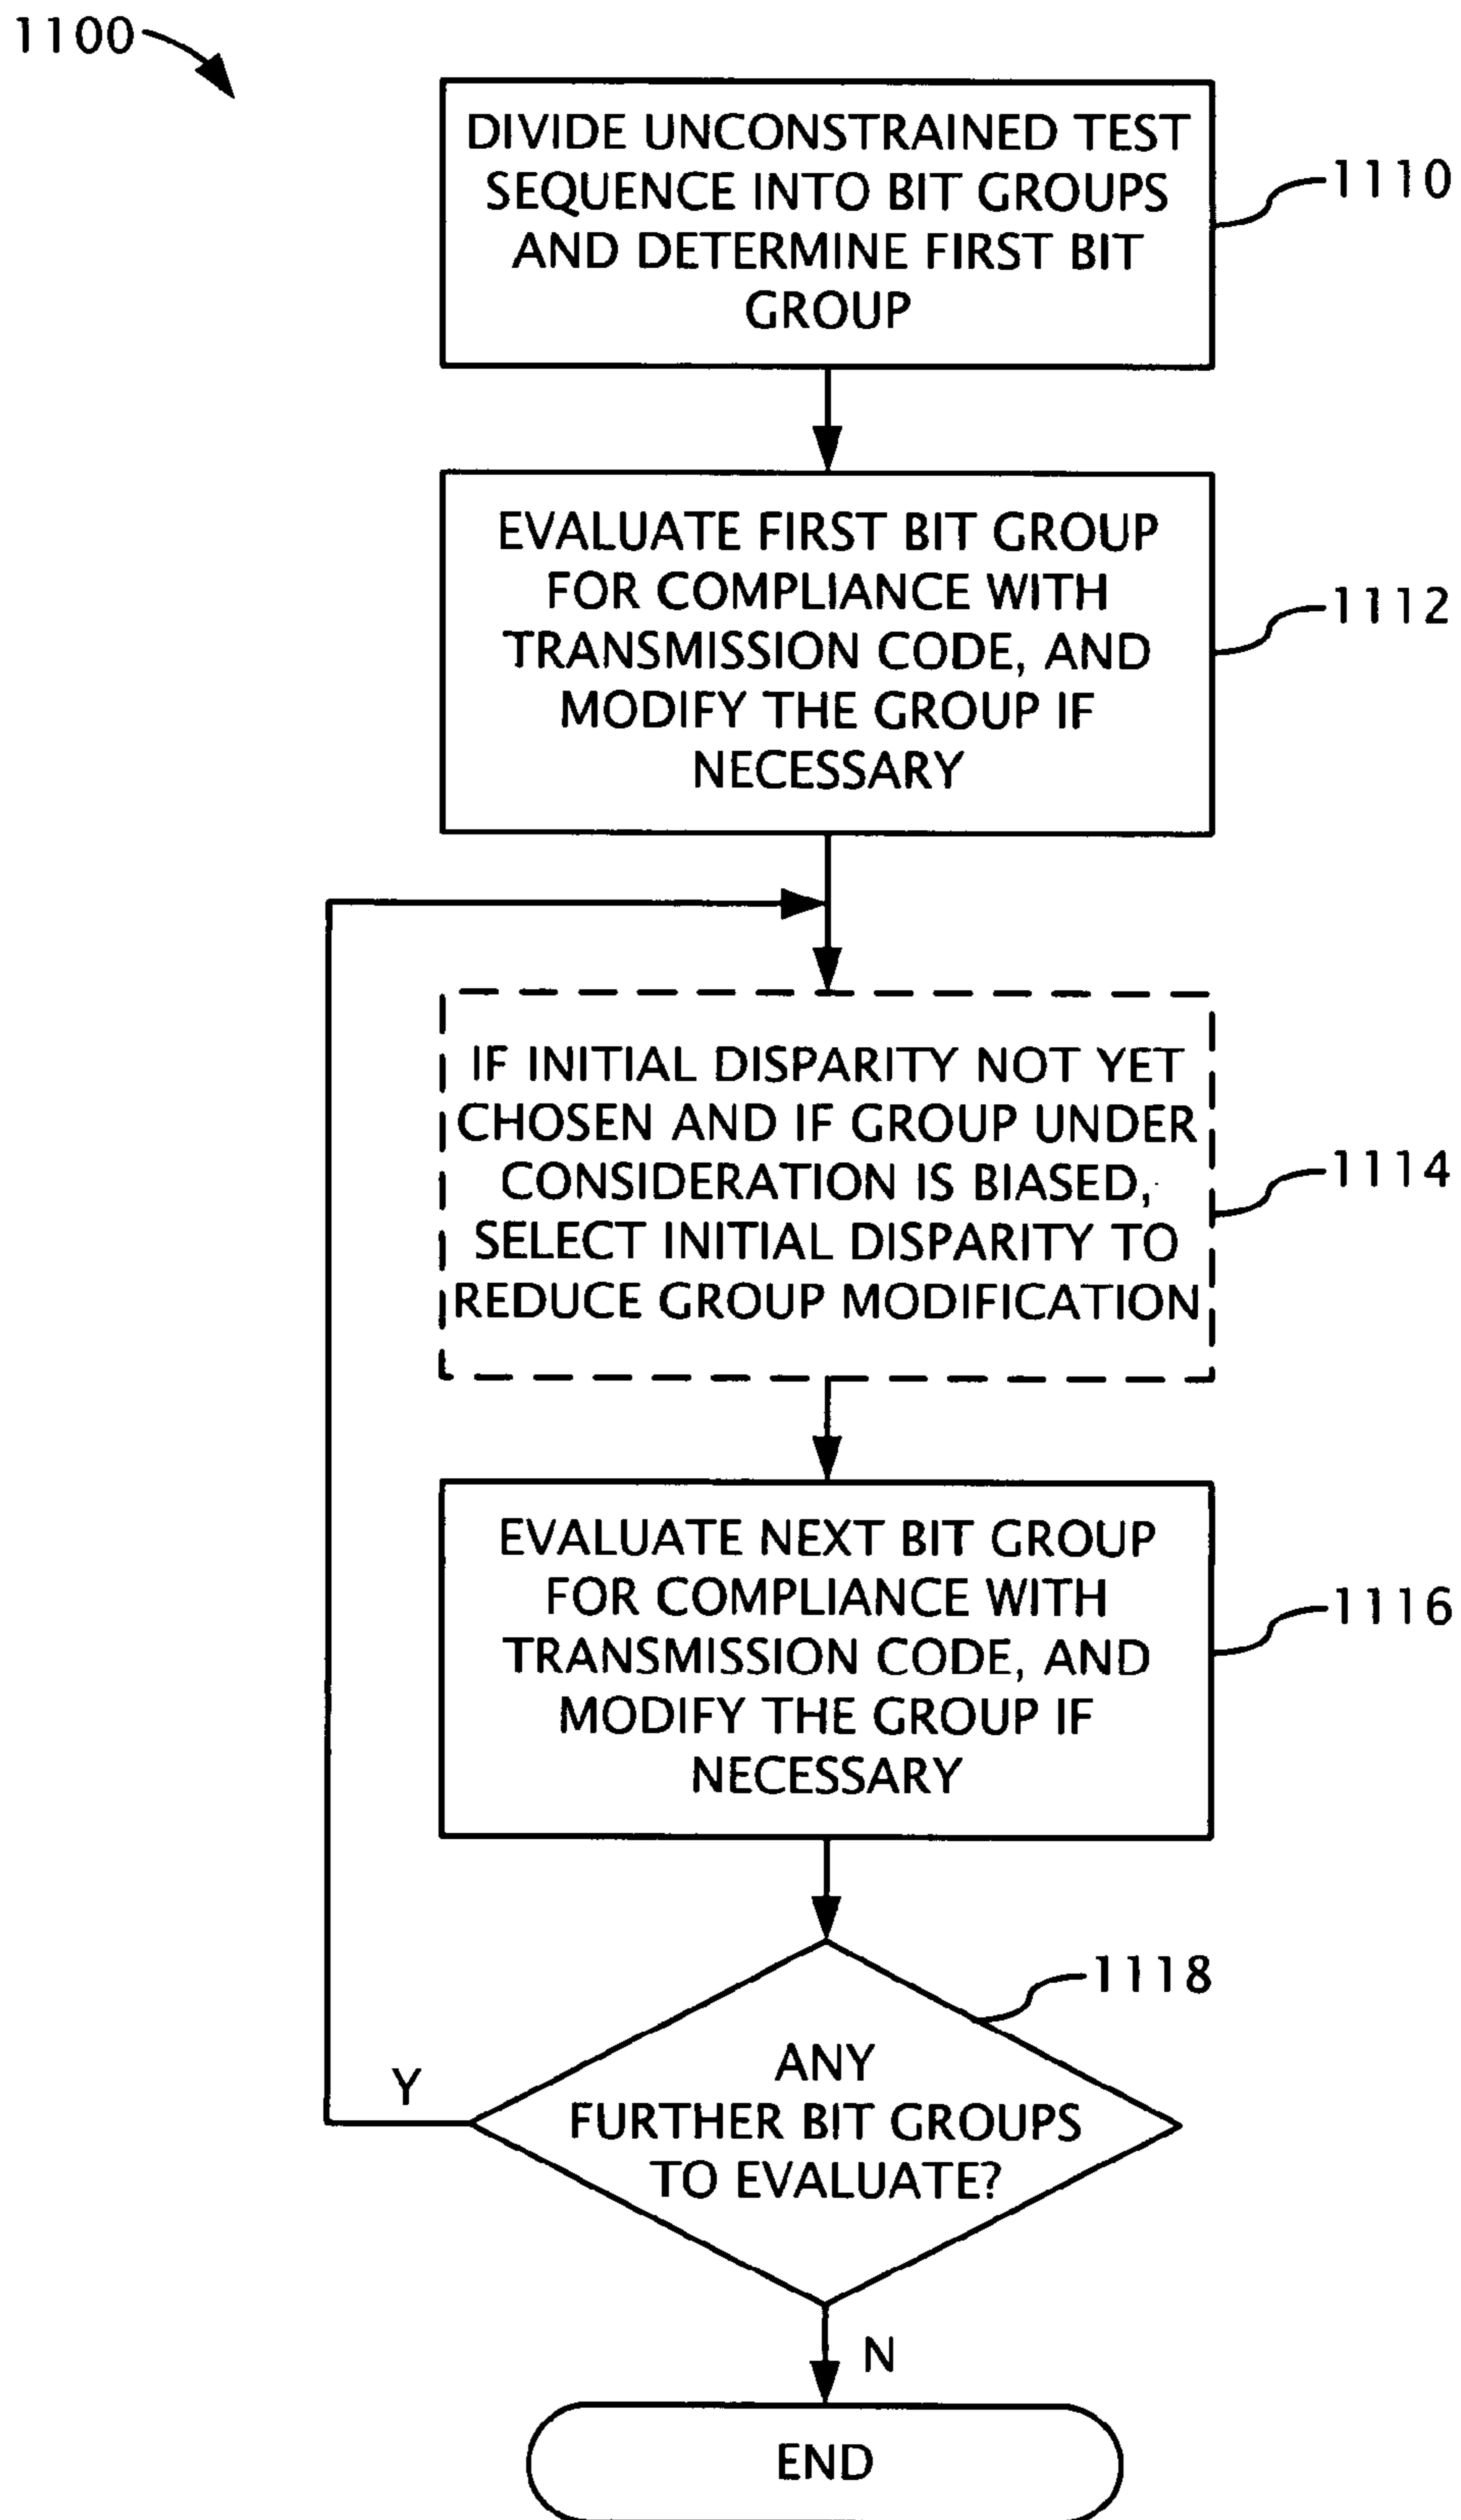 1100
DIVIDE UNCONSTRAINED TEST
SEQUENCE INTO BIT GROUPS
AND DETERMINE FIRST BIT
GROUP
1110
EVALUATE FIRST BIT GROUP
FOR COMPLIANCE WITH
TRANSMISSION CODE, AND
MODIFY THE GROUP IF
NECESSARY
1112
IF INITIAL DISPARITY NOT YET
CHOSEN AND IF GROUP UNDER
CONSIDERATION IS BIASED,
SELECT INITIAL DISPARITY TO
REDUCE GROUP MODIFICATION
1114
EVALUATE NEXT BIT GROUP
FOR COMPLIANCE WITH
TRANSMISSION CODE, AND
MODIFY THE GROUP IF
NECESSARY
1116
1118
ANY
FURTHER BIT GROUPS
TO EVALUATE?
Y
N
END